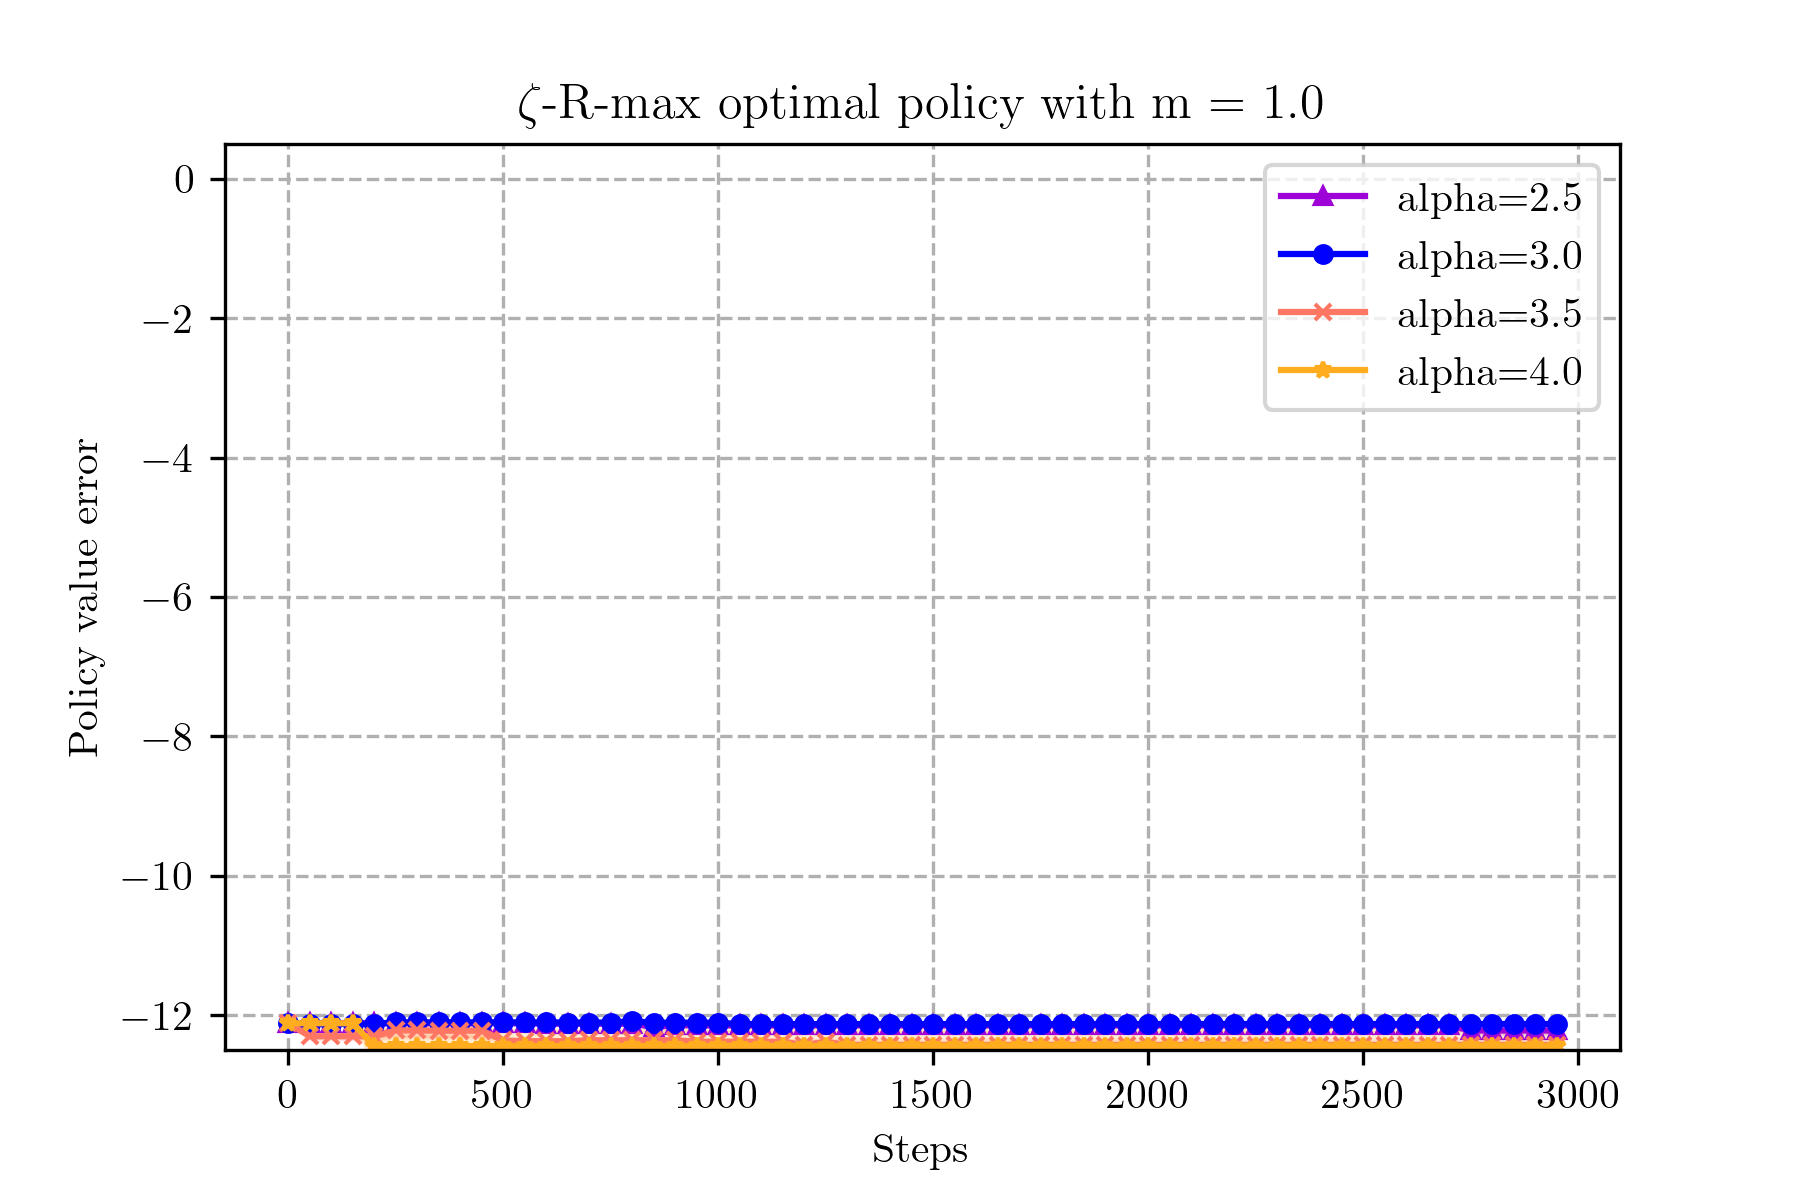 ζ-R-max optimal policy with m = 1.0
alpha=2.5
alpha=3.0
alpha=3.5
alpha=4.0
Policy value error
0
−2
−4
−6
−8
−10
−12
0 500 1000 1500 2000 2500 3000
Steps